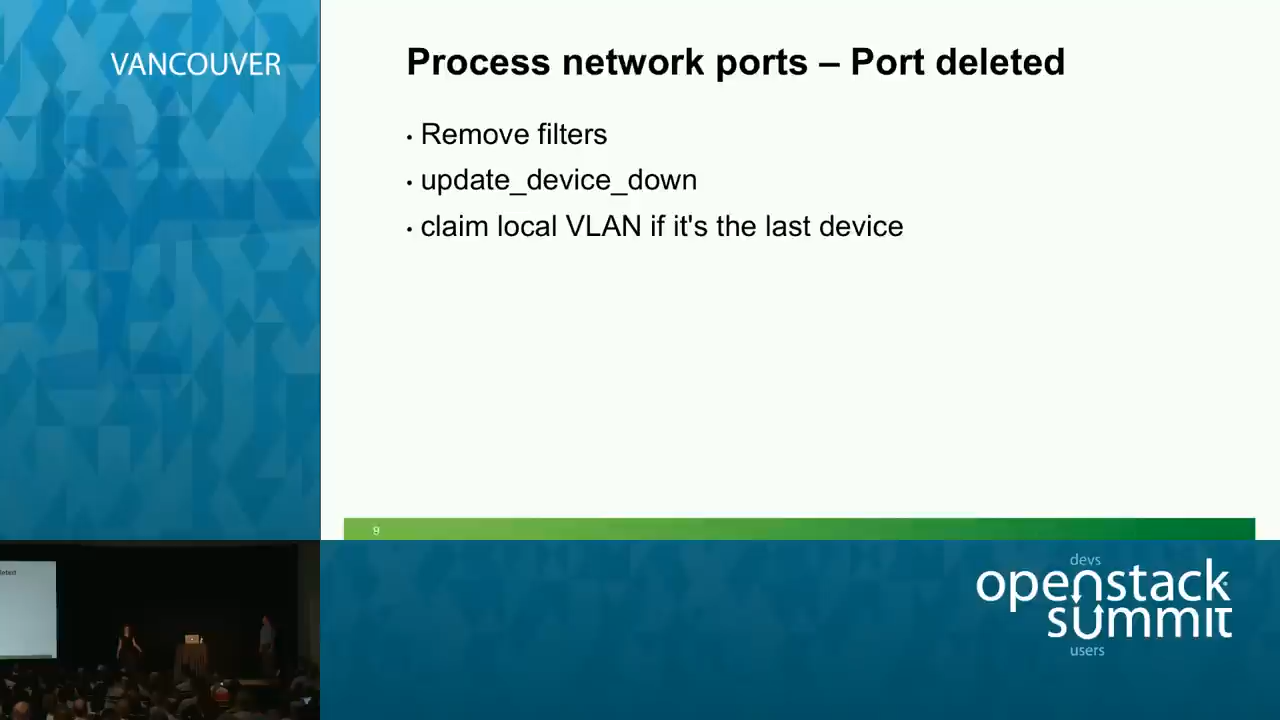 VANCOUVER
Process network ports – Port deleted
• Remove filters
• update_device_down
• claim local VLAN if it's the last device
9
devs
openstack
summit
users